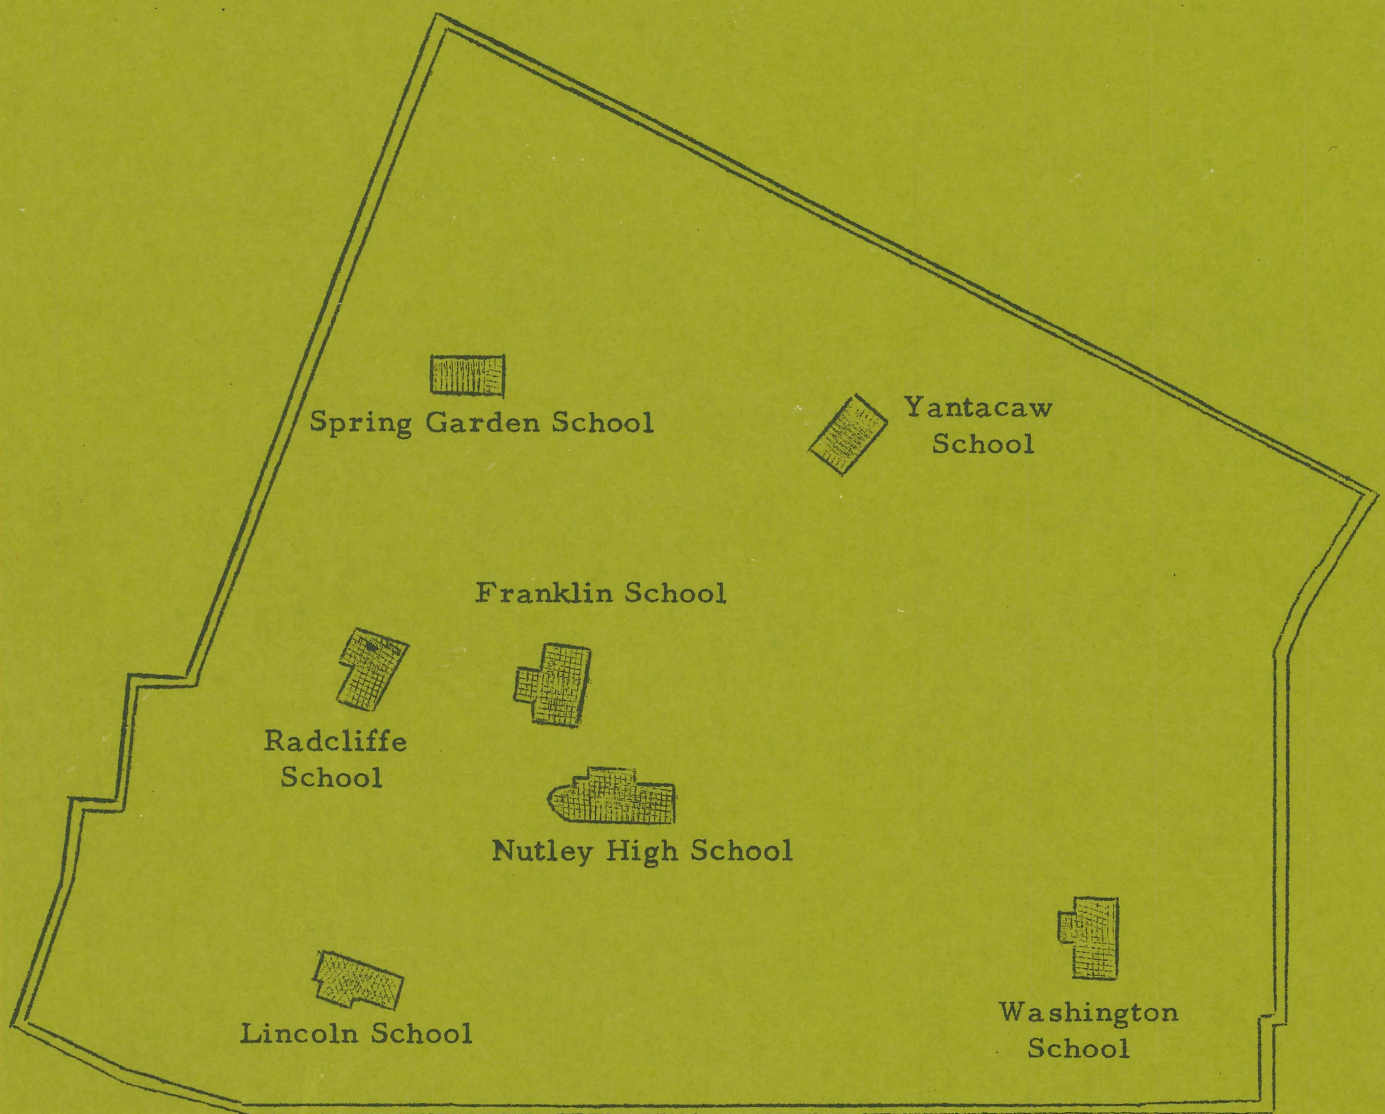 Spring Garden School
Yantacaw
School
Franklin School
Radcliffe
School
Nutley High School
Lincoln School
Washington
School